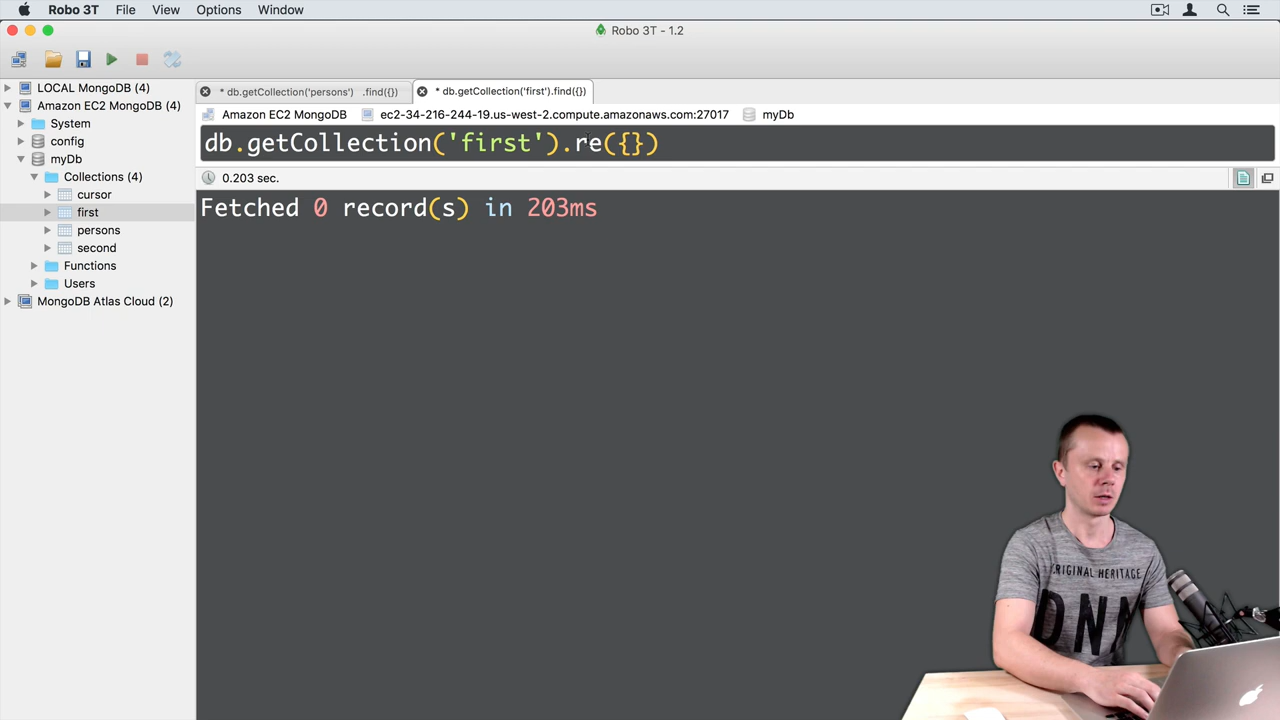 Robo 3T File View Options Window
Robo 3T - 1.2
LOCAL MongoDB (4)
Amazon EC2 MongoDB (4)
System
config
myDb
Collections (4)
cursor
first
persons
second
Functions
Users
MongoDB Atlas Cloud (2)
* db.getCollection('persons') .find({})
* db.getCollection('first').find({})
Amazon EC2 MongoDB ec2-34-216-244-19.us-west-2.compute.amazonaws.com:27017 myDb
db.getCollection('first').re({})
0.203 sec.
Fetched 0 record(s) in 203ms
ORIGINAL HERITAGE
DNM